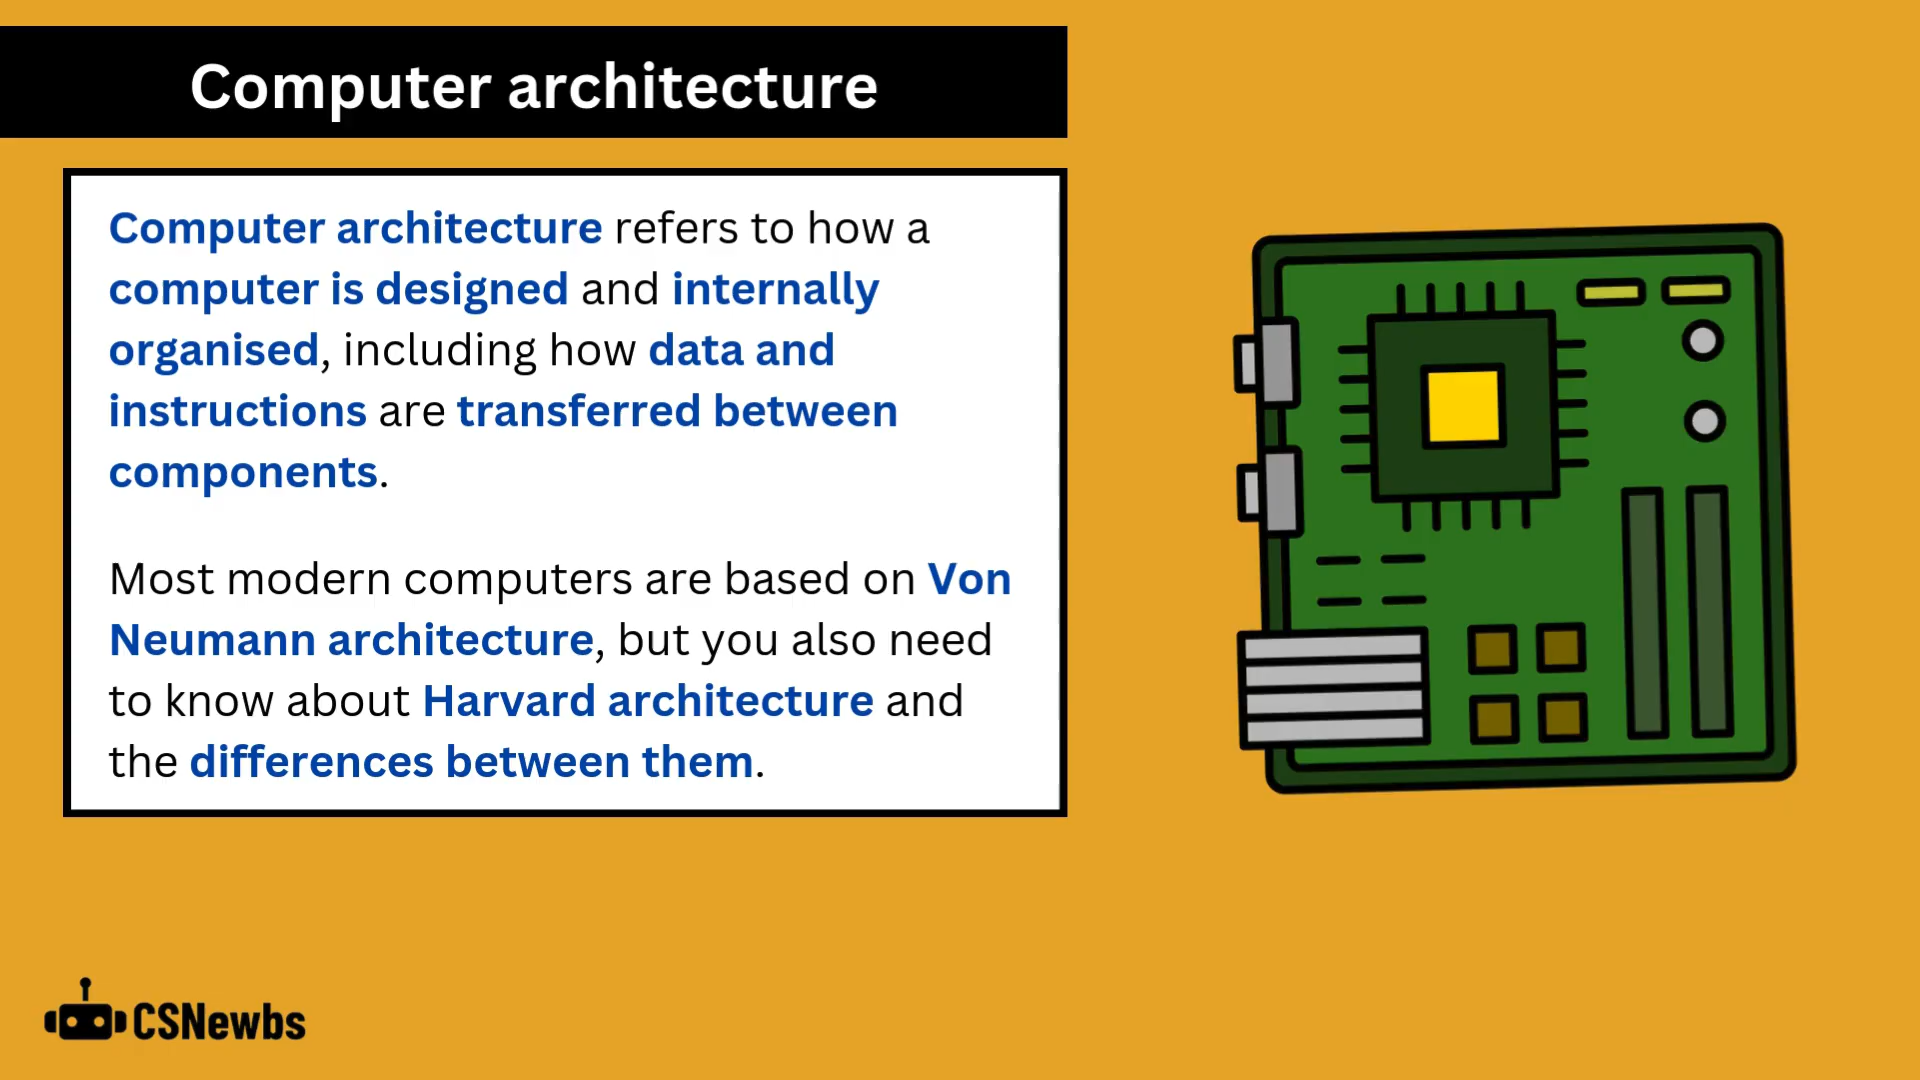 Computer architecture
Computer architecture refers to how a
computer is designed and internally
organised, including how data and
instructions are transferred between
components.
Most modern computers are based on Von
Neumann architecture, but you also need
to know about Harvard architecture and
the differences between them.
CSNewbs